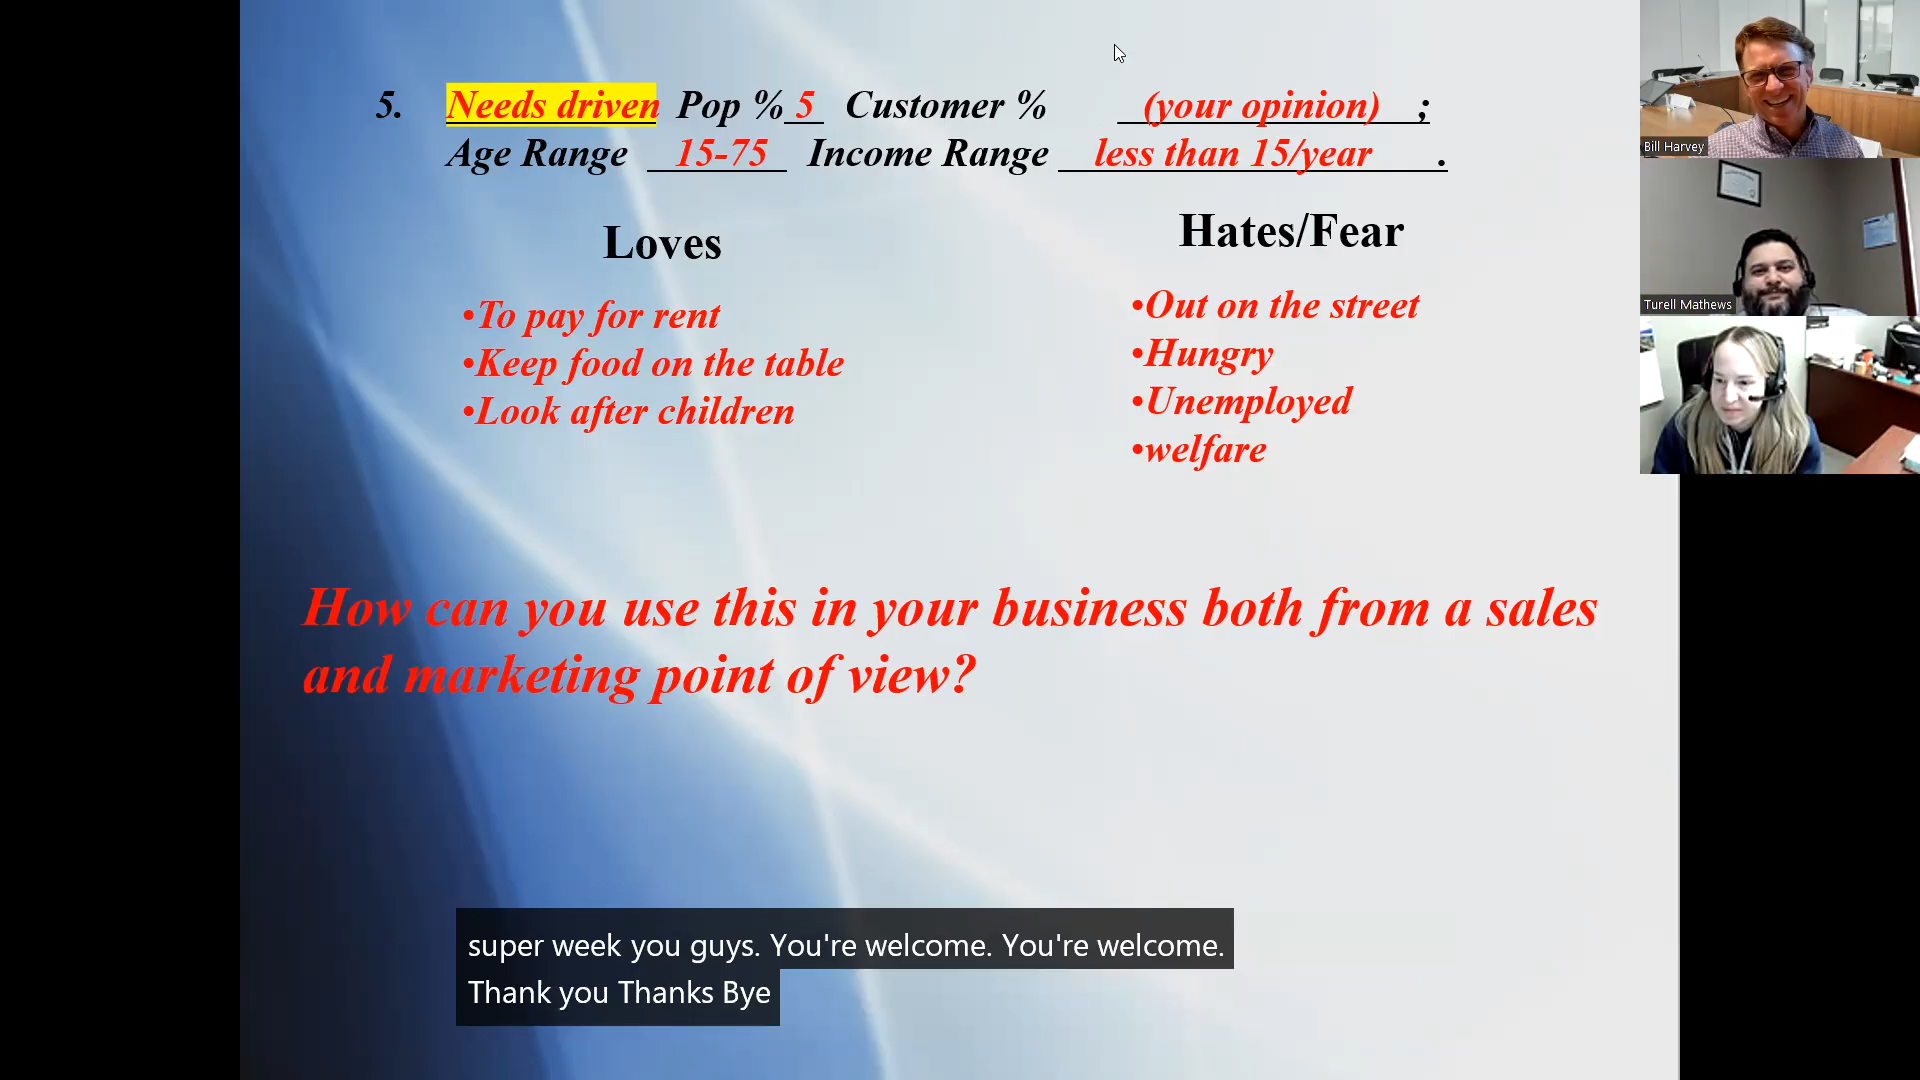 5. Needs driven Pop % 5 Customer % (your opinion) ;
Age Range 15-75 Income Range less than 15/year .
Loves
Hates/Fear
•To pay for rent
•Keep food on the table
•Look after children
•Out on the street
•Hungry
•Unemployed
•welfare
How can you use this in your business both from a sales
and marketing point of view?
super week you guys. You're welcome. You're welcome.
Thank you Thanks Bye
Bill Harvey
Turell Mathews